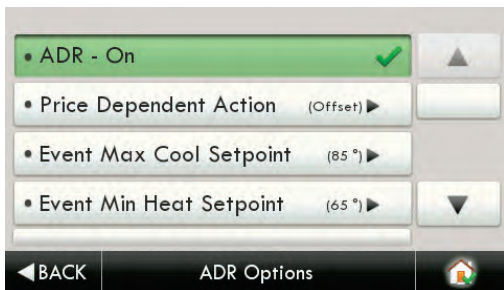 • ADR - On
• Price Dependent Action (Offset)
• Event Max Cool Setpoint (85°)
• Event Min Heat Setpoint (65°)
BACK ADR Options